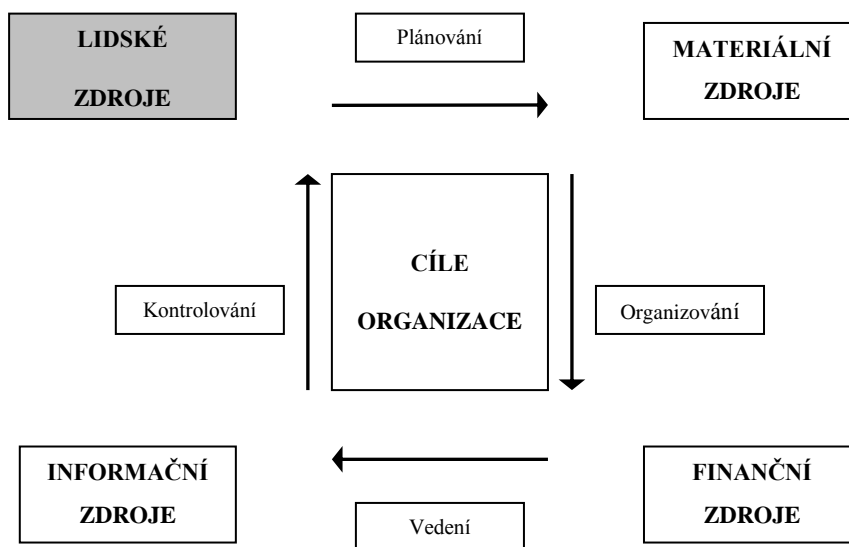 LIDSKÉ
ZDROJE
Plánování
MATERIÁLNÍ
ZDROJE
CÍLE
ORGANIZACE
Kontrolování
Organizování
INFORMAČNÍ
ZDROJE
Vedení
FINANČNÍ
ZDROJE